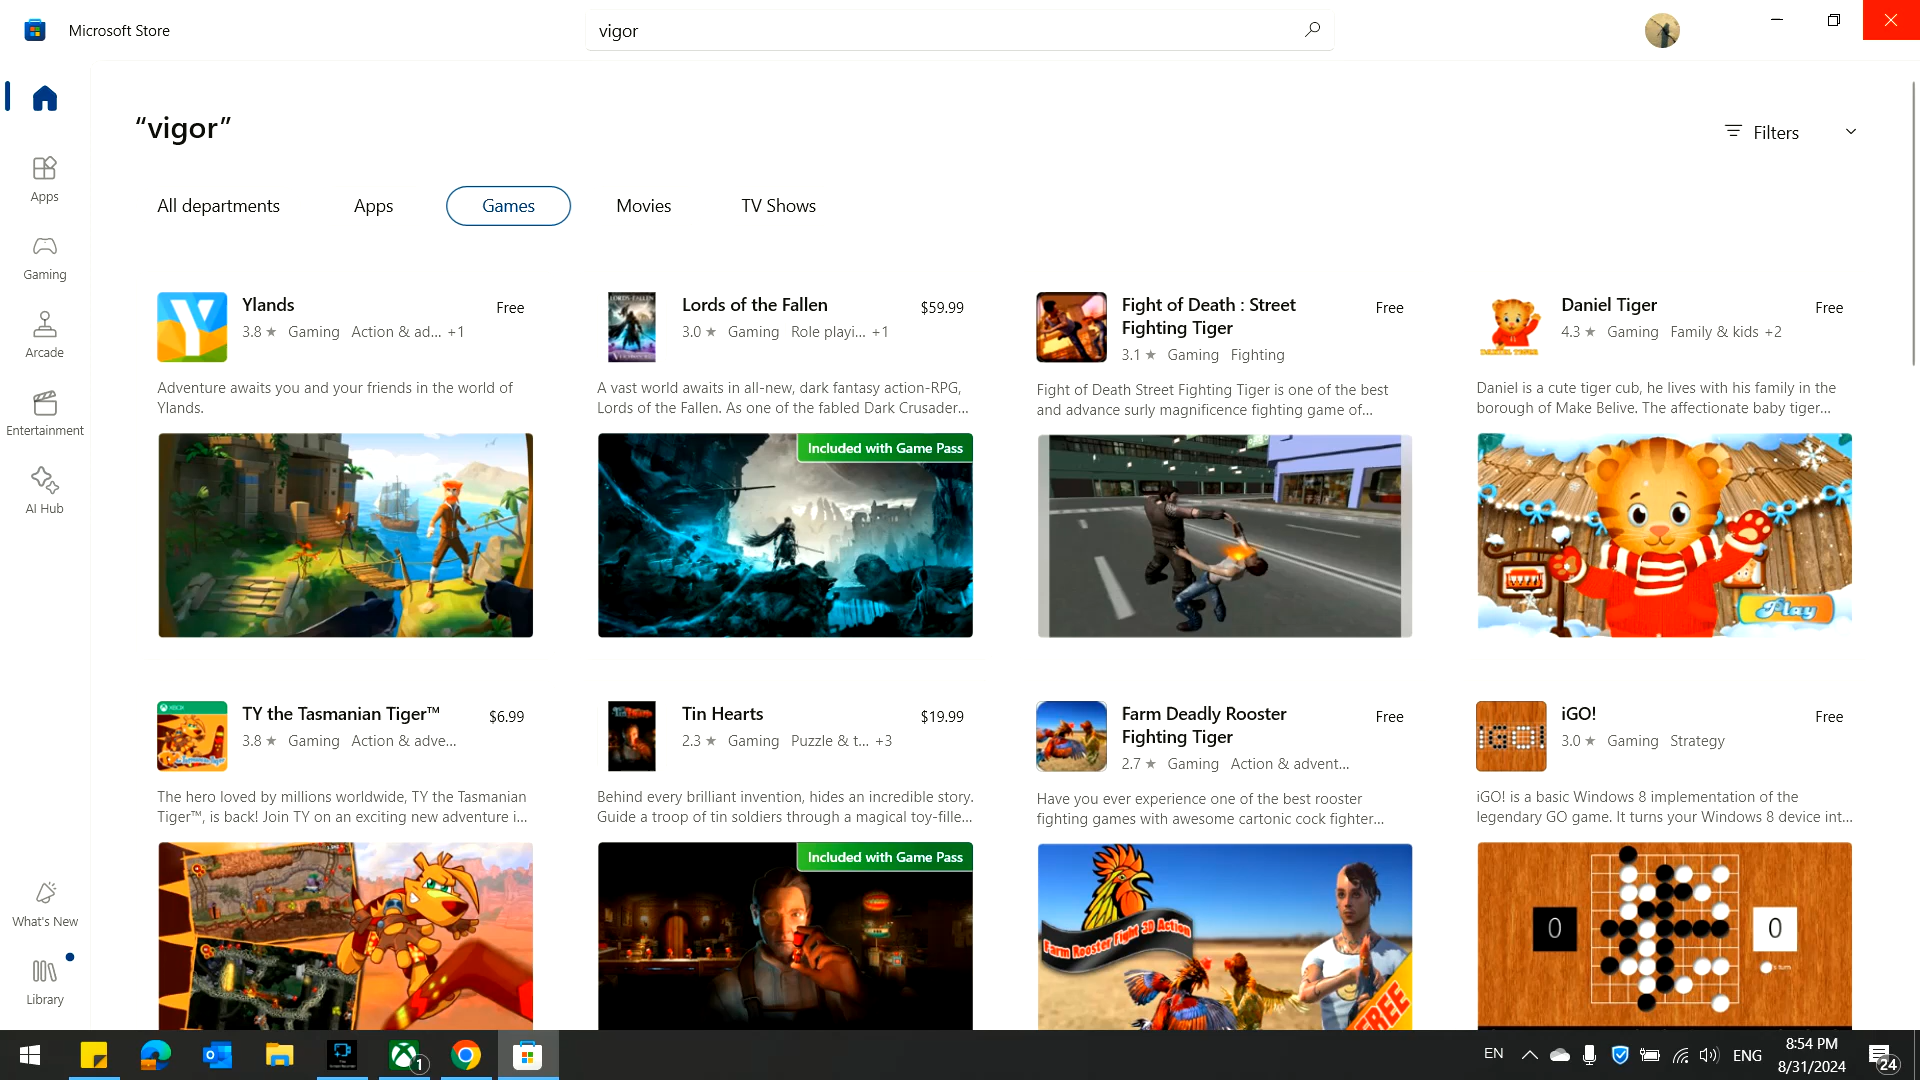 Microsoft Store
vigor
“vigor”
Filters
All departments
Apps
Games
Movies
TV Shows
Apps
Gaming
Arcade
Entertainment
AI Hub
What's New
Library
Ylands
Free
3.8 ★ Gaming Action & ad... +1
Adventure awaits you and your friends in the world of
Ylands.
Lords of the Fallen
$59.99
3.0 ★ Gaming Role playi... +1
A vast world awaits in all-new, dark fantasy action-RPG,
Lords of the Fallen. As one of the fabled Dark Crusader...
Included with Game Pass
Fight of Death : Street
Fighting Tiger
Free
3.1 ★ Gaming Fighting
Fight of Death Street Fighting Tiger is one of the best
and advance surly magnificence fighting game of...
Daniel Tiger
Free
4.3 ★ Gaming Family & kids +2
Daniel is a cute tiger cub, he lives with his family in the
borough of Make Belive. The affectionate baby tiger...
Play
TY the Tasmanian Tiger™
$6.99
3.8 ★ Gaming Action & adve...
The hero loved by millions worldwide, TY the Tasmanian
Tiger™, is back! Join TY on an exciting new adventure i...
Tin Hearts
$19.99
2.3 ★ Gaming Puzzle & t... +3
Behind every brilliant invention, hides an incredible story.
Guide a troop of tin soldiers through a magical toy-fille...
Included with Game Pass
Farm Deadly Rooster
Fighting Tiger
Free
2.7 ★ Gaming Action & advent...
Have you ever experience one of the best rooster
fighting games with awesome cartonic cock fighter...
Farm Rooster Fight 3D Action
FREE
iGO!
Free
3.0 ★ Gaming Strategy
iGO! is a basic Windows 8 implementation of the
legendary GO game. It turns your Windows 8 device int...
0
0
1
EN
ENG
8:54 PM
8/31/2024
24